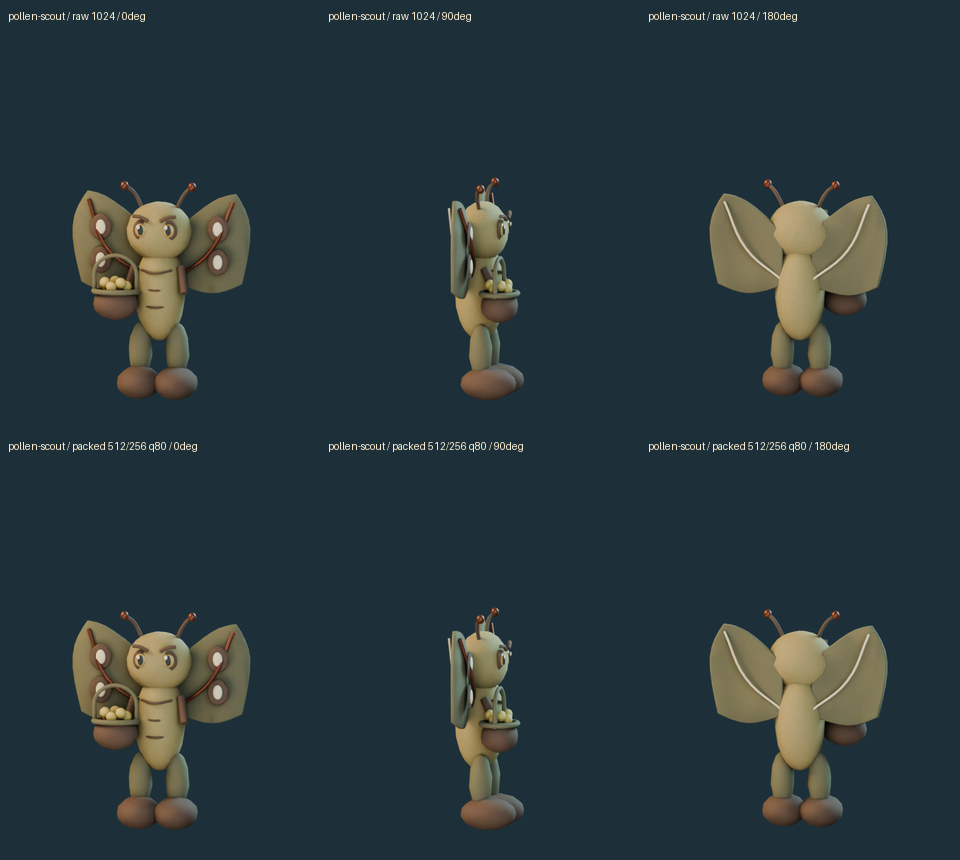 pollen-scout / raw 1024 / 0deg
pollen-scout / raw 1024 / 90deg
pollen-scout / raw 1024 / 180deg
pollen-scout / packed 512/256 q80 / 0deg
pollen-scout / packed 512/256 q80 / 90deg
pollen-scout / packed 512/256 q80 / 180deg